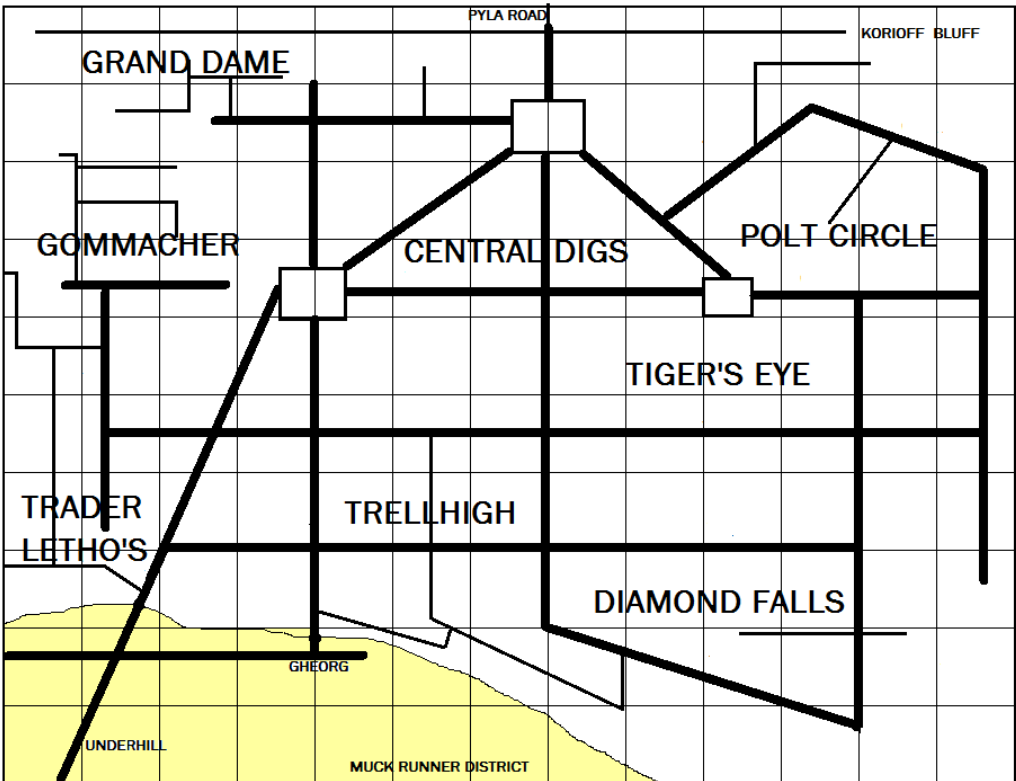 PYLA ROAD
KORIOFF BLUFF
GRAND DAME
GOMMACHER
CENTRAL DIGS
POLT CIRCLE
TIGER'S EYE
TRADER
LETHO'S
TRELLHIGH
DIAMOND FALLS
GHEORG
UNDERHILL
MUCK RUNNER DISTRICT